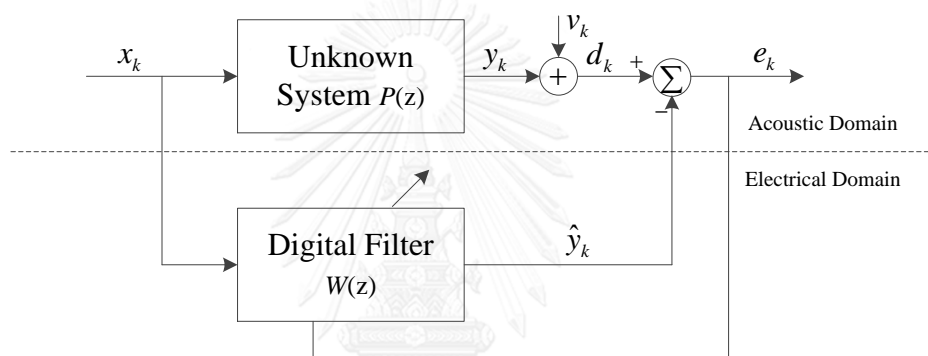 v_k
x_k
Unknown
System P(z)
y_k
+
d_k
+
−
Σ
e_k
Acoustic Domain
Electrical Domain
Digital Filter
W(z)
ŷ_k